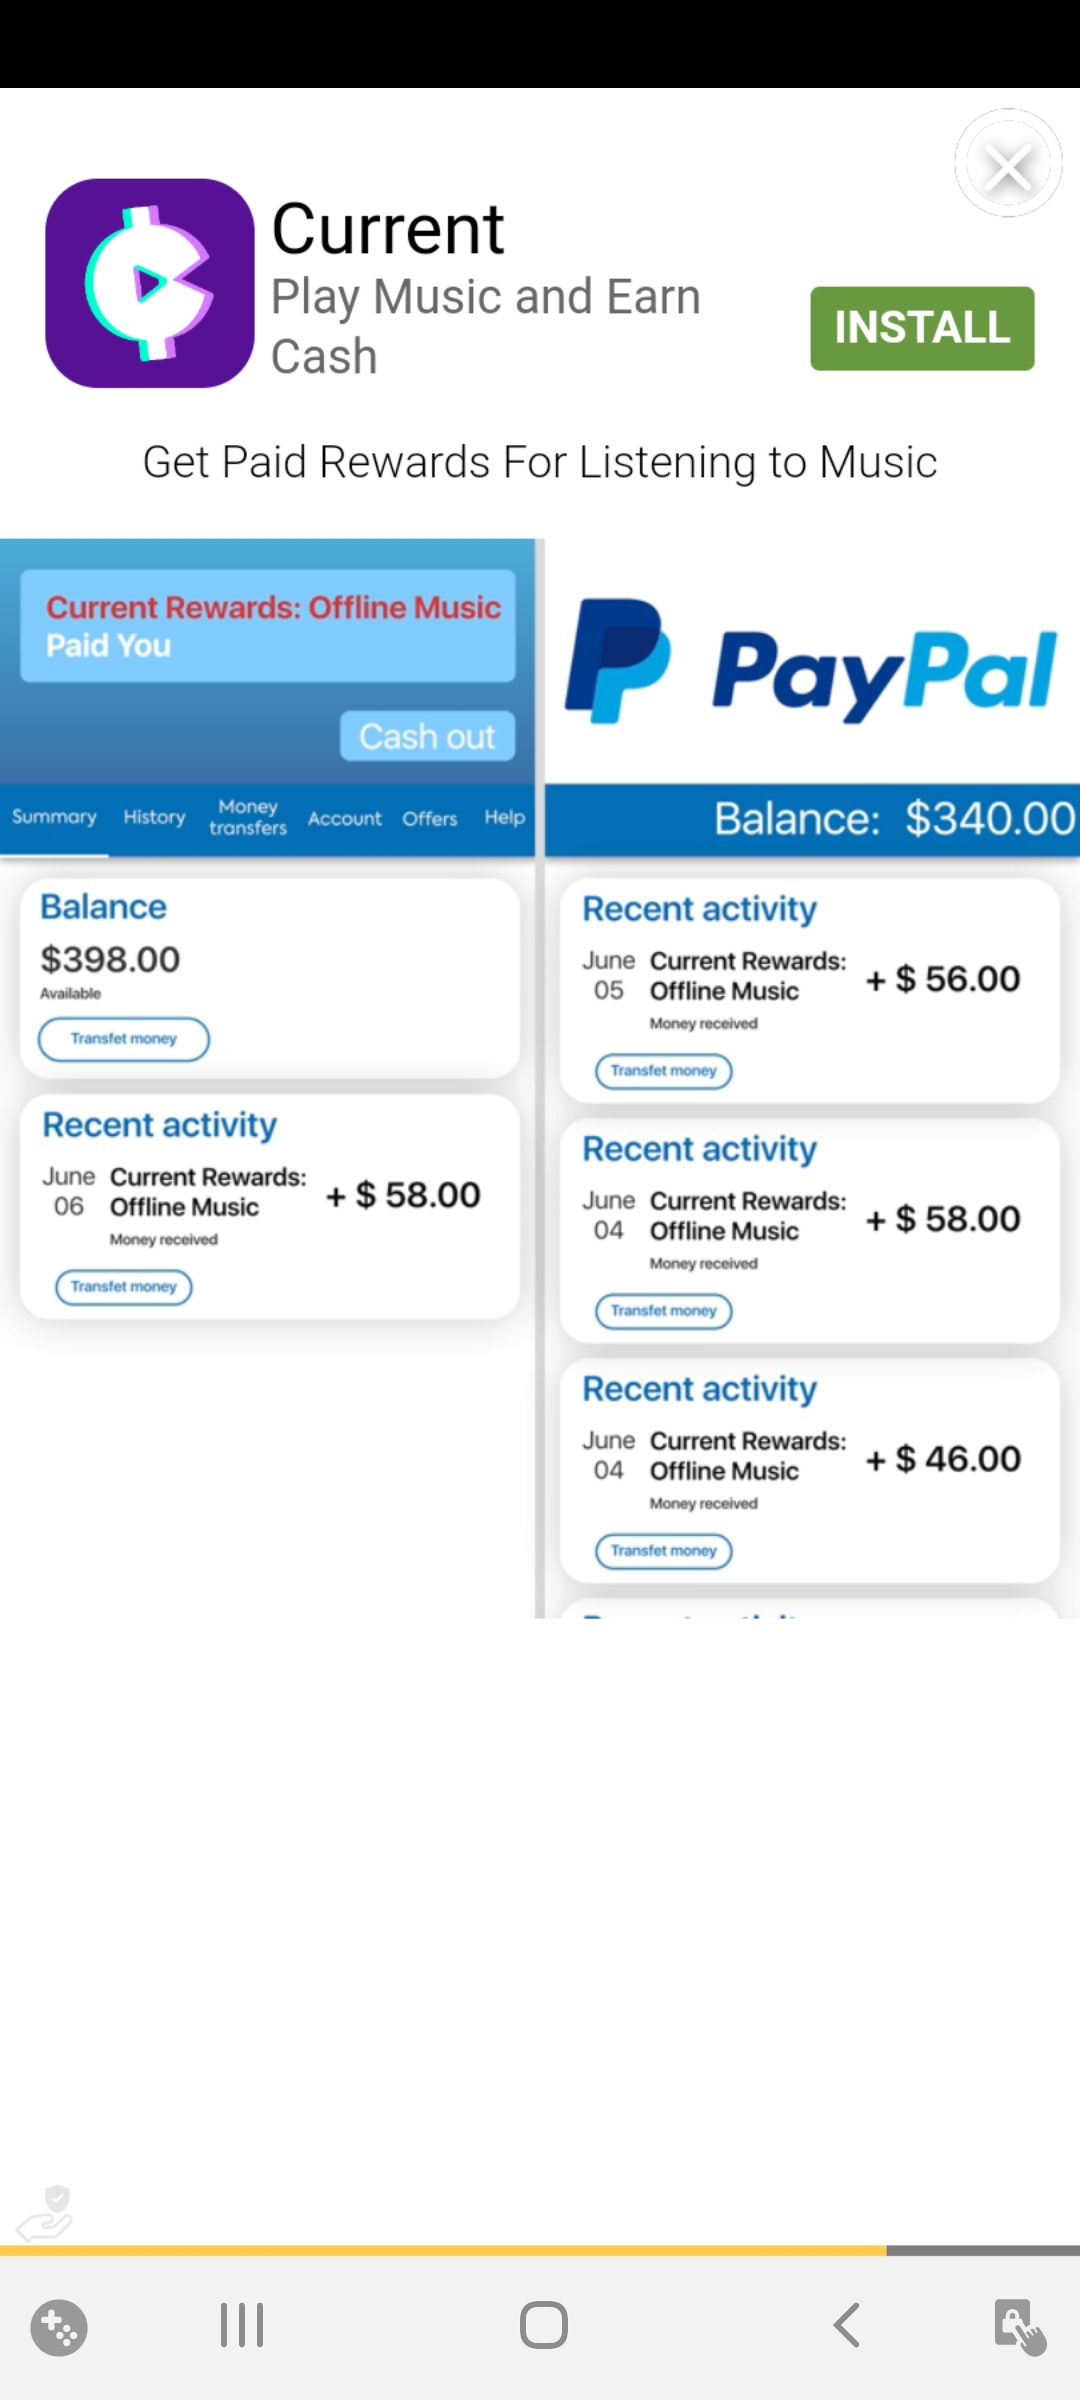 Current
Play Music and Earn
Cash
INSTALL
Get Paid Rewards For Listening to Music
Current Rewards: Offline Music
Paid You
Cash out
Summary
History
Money
transfers
Account
Offers
Help
Balance
$398.00
Available
Transfet money
Recent activity
June
06
Current Rewards:
Offline Music
+ $ 58.00
Money received
Transfet money
PayPal
Balance: $340.00
Recent activity
June
05
Current Rewards:
Offline Music
+ $ 56.00
Money received
Transfet money
Recent activity
June
04
Current Rewards:
Offline Music
+ $ 58.00
Money received
Transfet money
Recent activity
June
04
Current Rewards:
Offline Music
+ $ 46.00
Money received
Transfet money